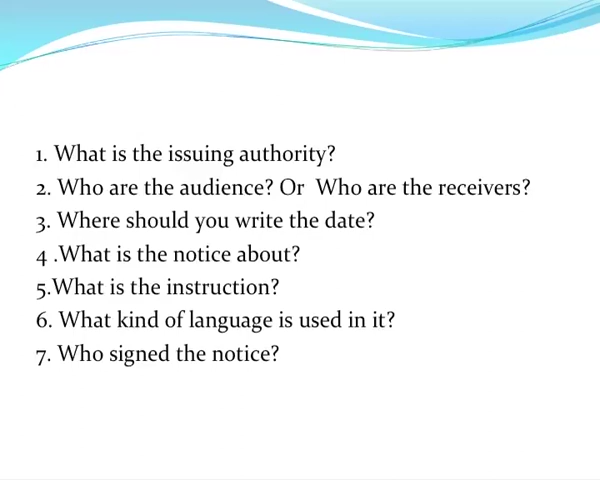 1. What is the issuing authority?
2. Who are the audience? Or  Who are the receivers?
3. Where should you write the date?
4 .What is the notice about?
5.What is the instruction?
6. What kind of language is used in it?
7. Who signed the notice?